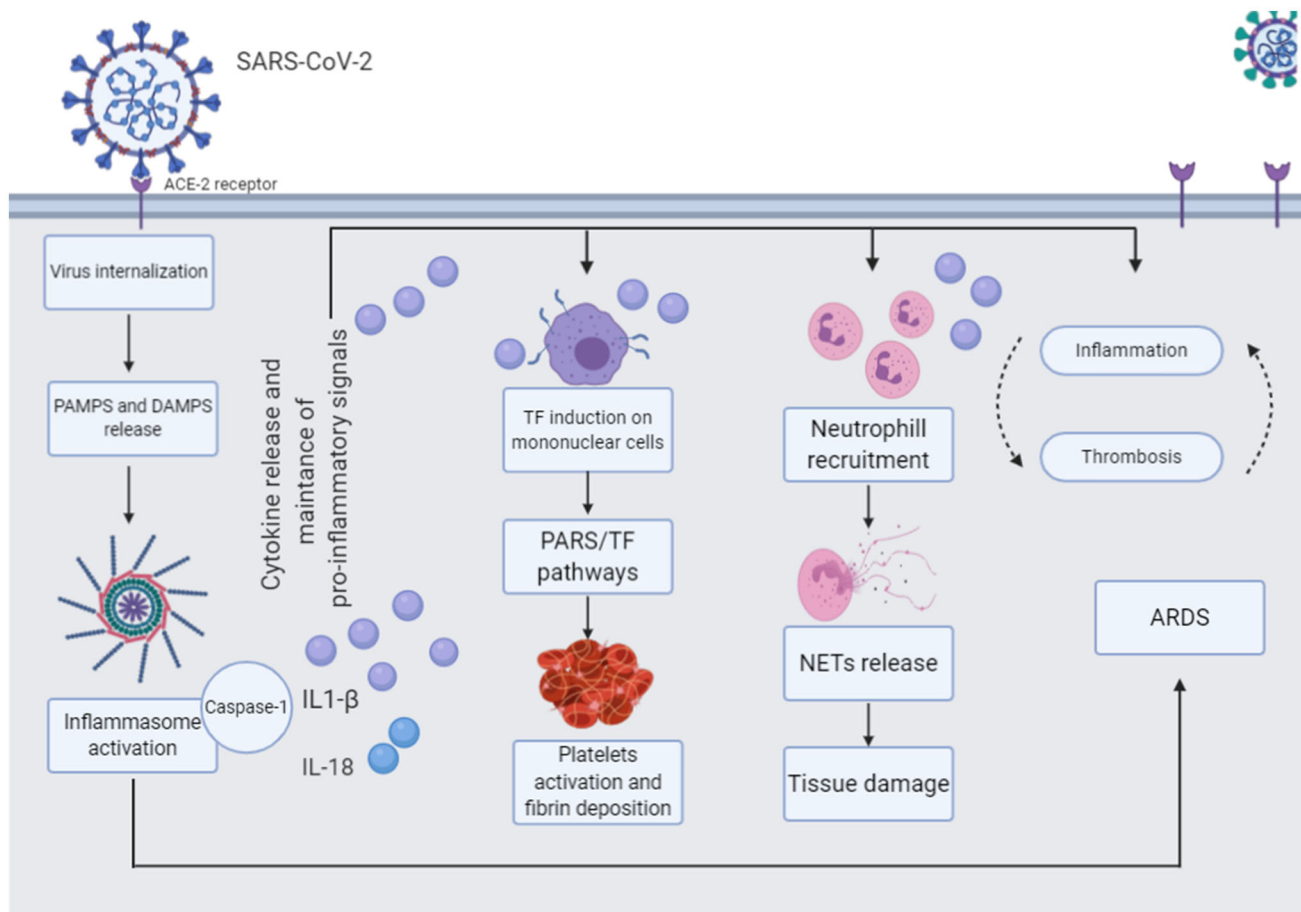 SARS-CoV-2
ACE-2 receptor
Virus internalization
PAMPS and DAMPS
release
Inflammasome
activation
Caspase-1
IL1-β
IL-18
Cytokine release and
maintance of
pro-inflammatory signals
TF induction on
mononuclear cells
PARS/TF
pathways
Platelets
activation and
fibrin deposition
Neutrophill
recruitment
NETs release
Tissue damage
Inflammation
Thrombosis
ARDS